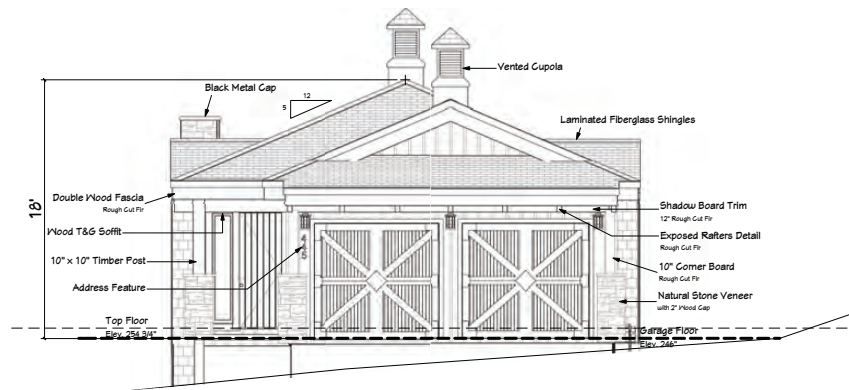 Vented Cupola
Black Metal Cap
12
5
Laminated Fiberglass Shingles
18'
Double Wood Fascia
Rough Cut Fir
Wood T&G Soffit
10" x 10" Timber Post
Address Feature
445
Shadow Board Trim
12" Rough Cut Fir
Exposed Rafters Detail
Rough Cut Fir
10" Corner Board
Rough Cut Fir
Natural Stone Veneer
with 2" Wood Cap
Top Floor
Elev. 254 3/4"
Garage Floor
Elev. 246"